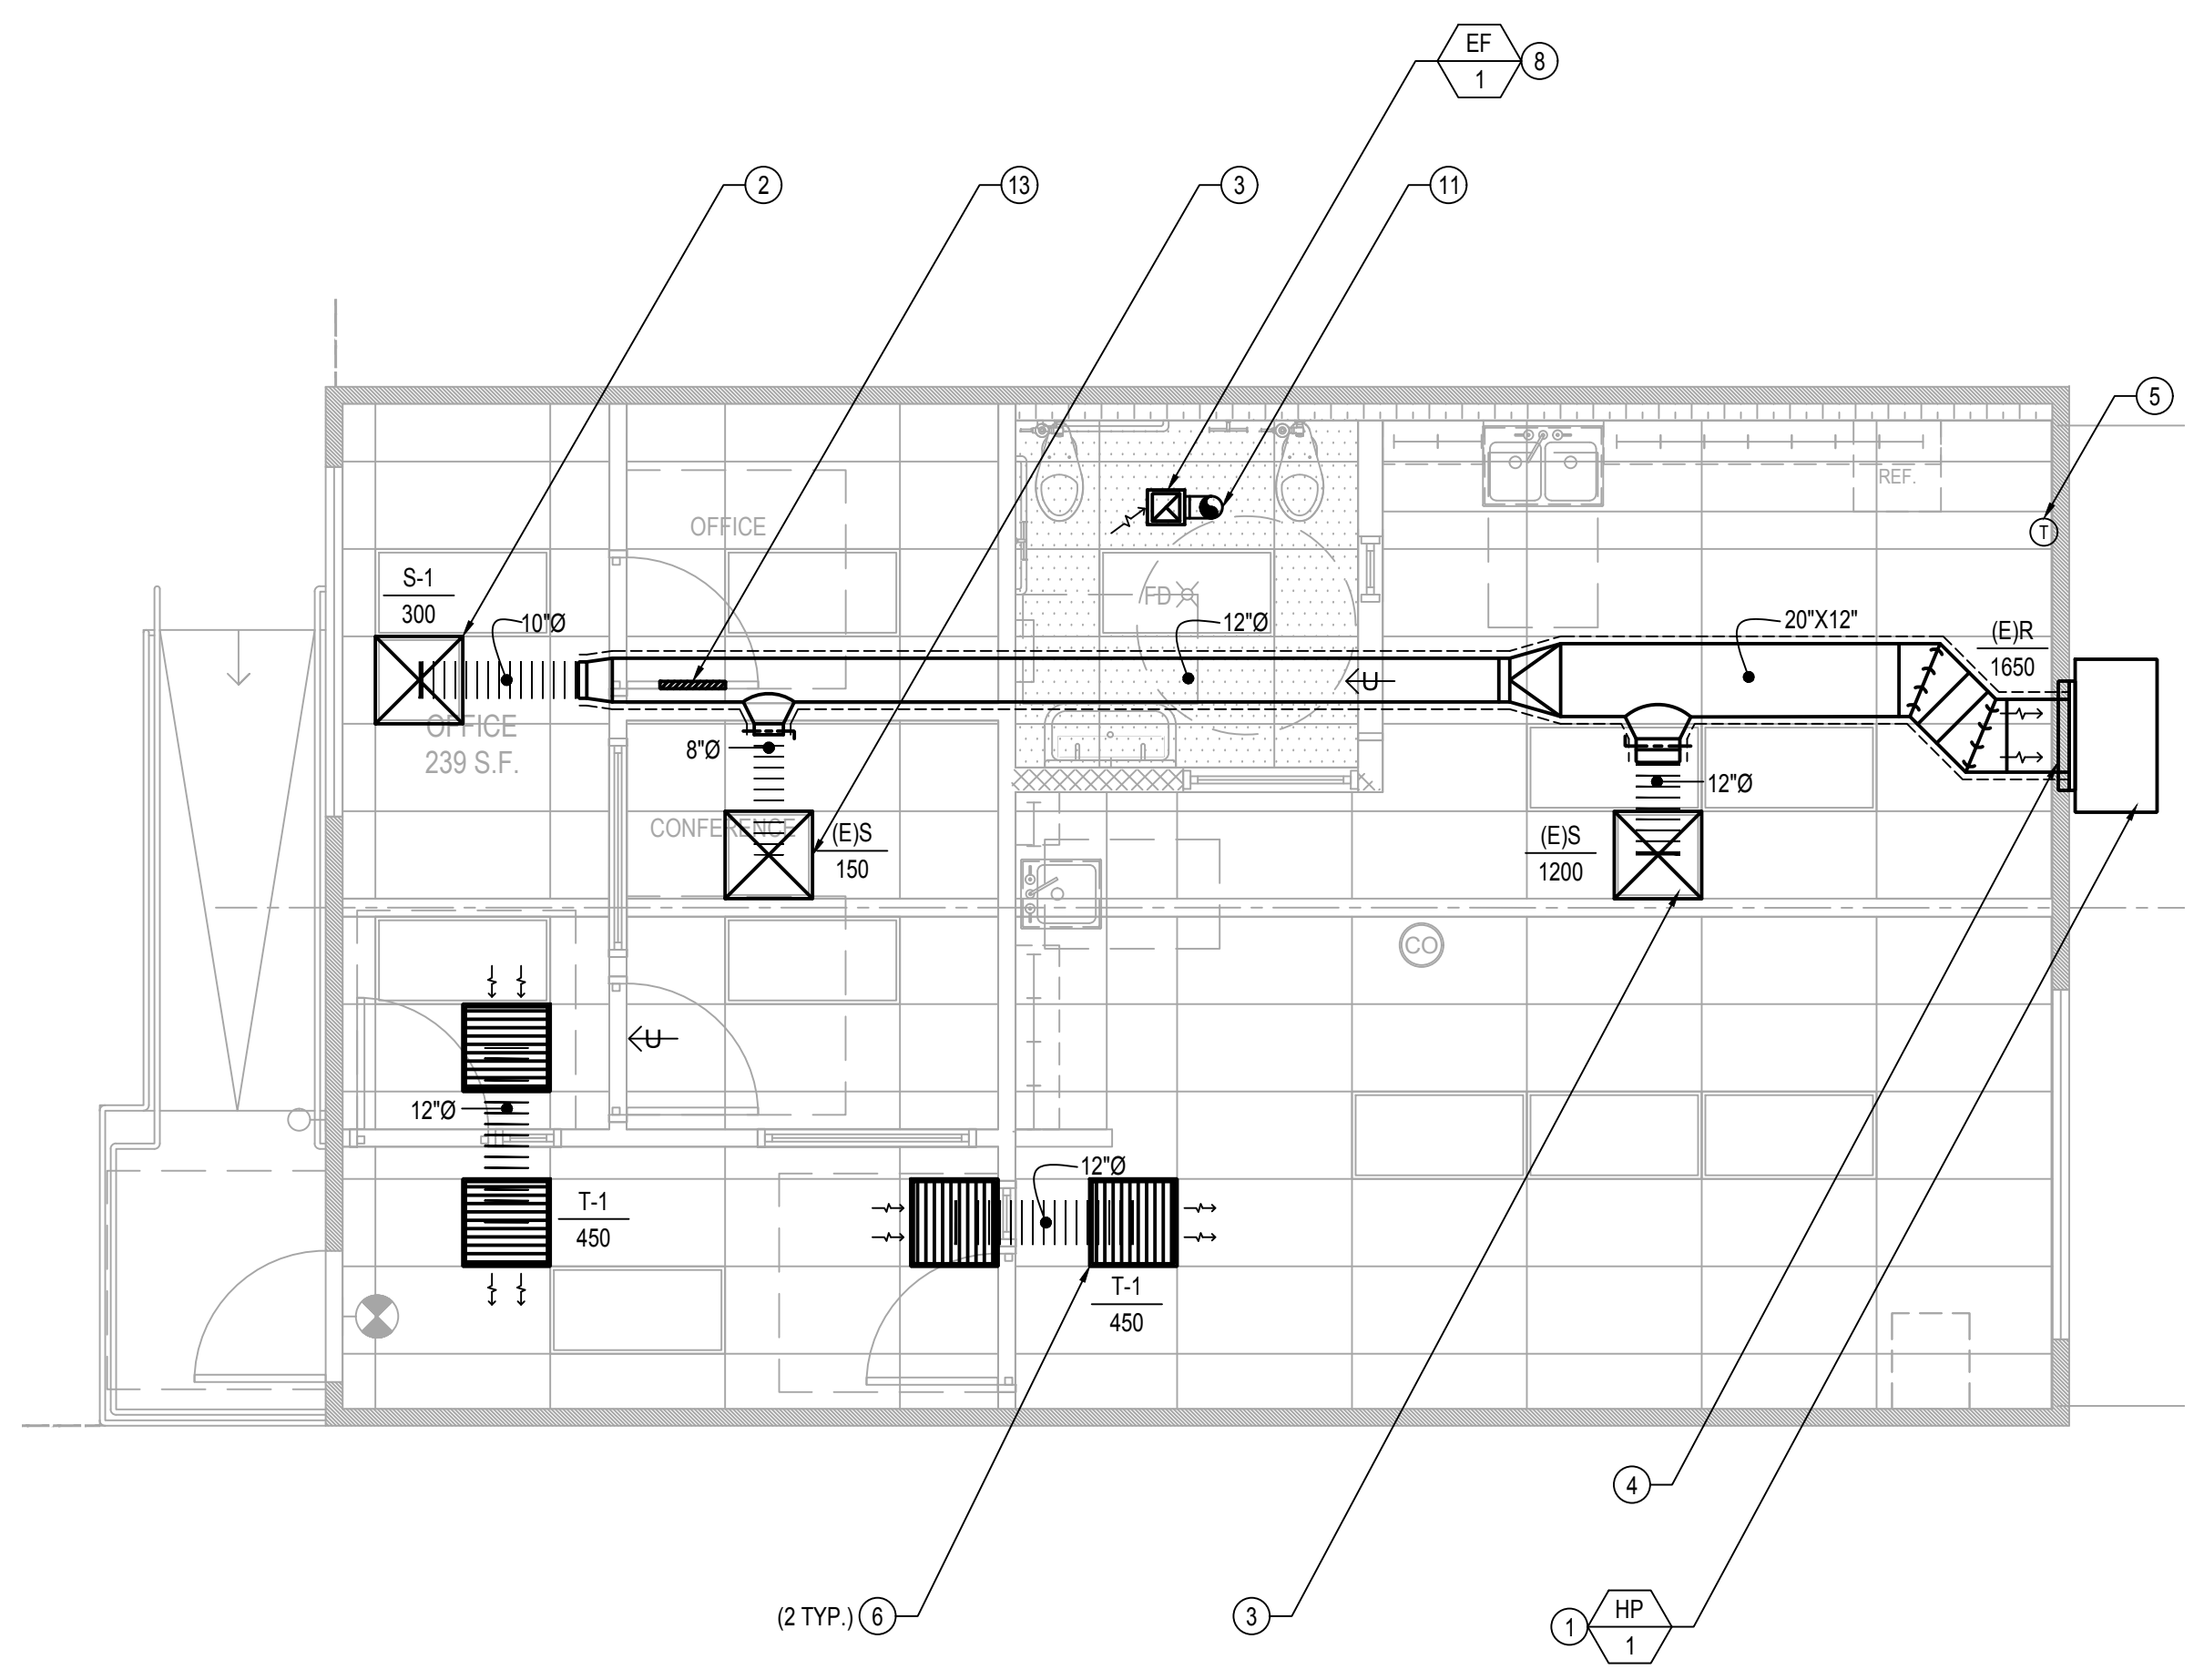 EF
8
1
2
13
3
11
5
REF.
OFFICE
T
S-1
300
FD
10"Ø
12"Ø
20"X12"
(E)R
1650
U
OFFICE
239 S.F.
8"Ø
12"Ø
CONFERENCE
(E)S
150
(E)S
1200
CO
U
12"Ø
12"Ø
T-1
450
T-1
450
4
(2 TYP.) 6
3
1
HP
1